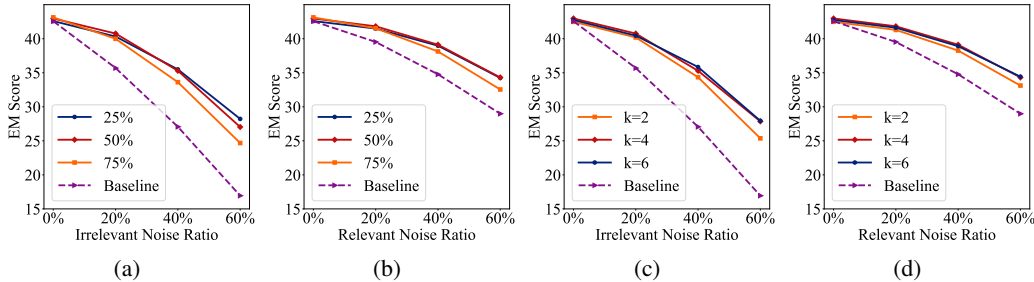 EM Score
40
35
30
25
20
15
25%
50%
75%
Baseline
0%
20%
40%
60%
Irrelevant Noise Ratio
(a)
EM Score
40
35
30
25
20
15
25%
50%
75%
Baseline
0%
20%
40%
60%
Relevant Noise Ratio
(b)
EM Score
40
35
30
25
20
15
k=2
k=4
k=6
Baseline
0%
20%
40%
60%
Irrelevant Noise Ratio
(c)
EM Score
40
35
30
25
20
15
k=2
k=4
k=6
Baseline
0%
20%
40%
60%
Relevant Noise Ratio
(d)